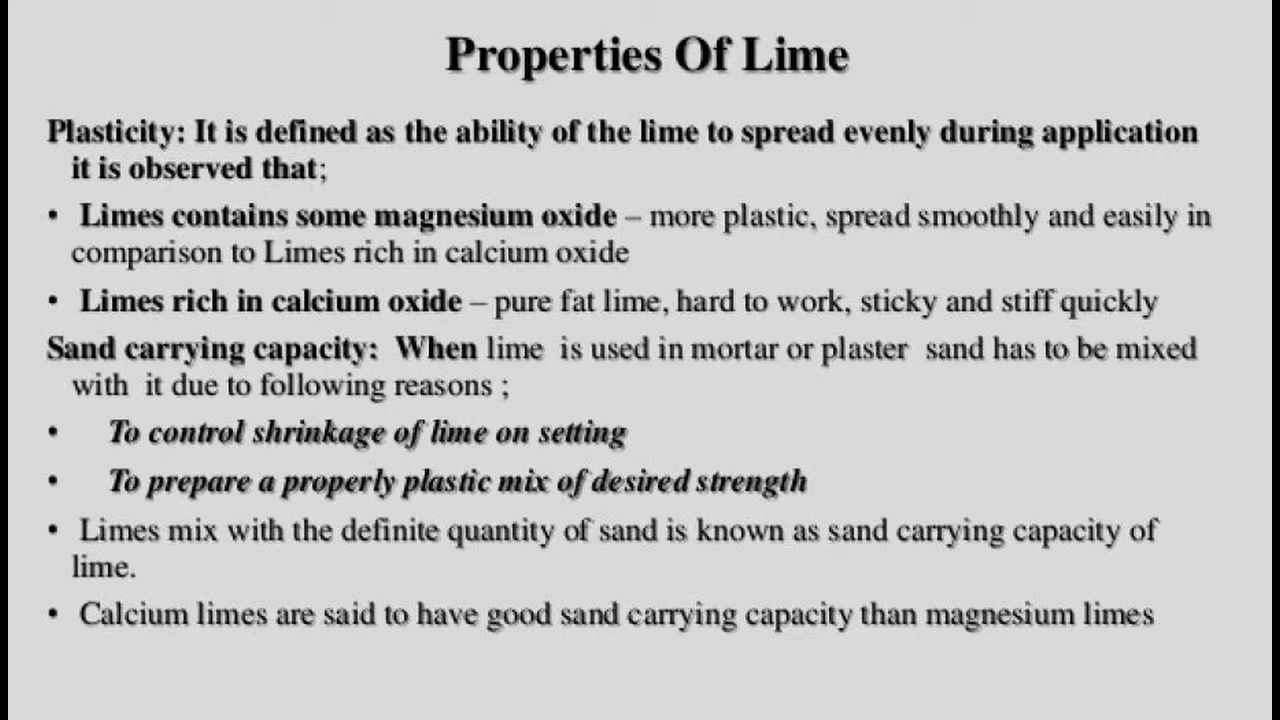 Properties Of Lime
Plasticity: It is defined as the ability of the lime to spread evenly during application
it is observed that;
• Limes contains some magnesium oxide – more plastic, spread smoothly and easily in
comparison to Limes rich in calcium oxide
• Limes rich in calcium oxide – pure fat lime, hard to work, sticky and stiff quickly
Sand carrying capacity: When lime is used in mortar or plaster sand has to be mixed
with it due to following reasons ;
• To control shrinkage of lime on setting
• To prepare a properly plastic mix of desired strength
• Limes mix with the definite quantity of sand is known as sand carrying capacity of
lime.
• Calcium limes are said to have good sand carrying capacity than magnesium limes